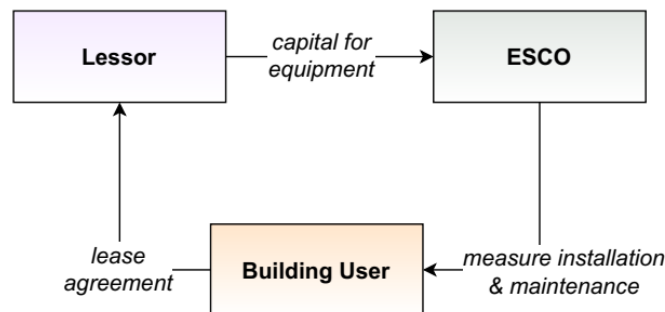 Lessor
capital for
equipment
ESCO
lease
agreement
Building User
measure installation
& maintenance